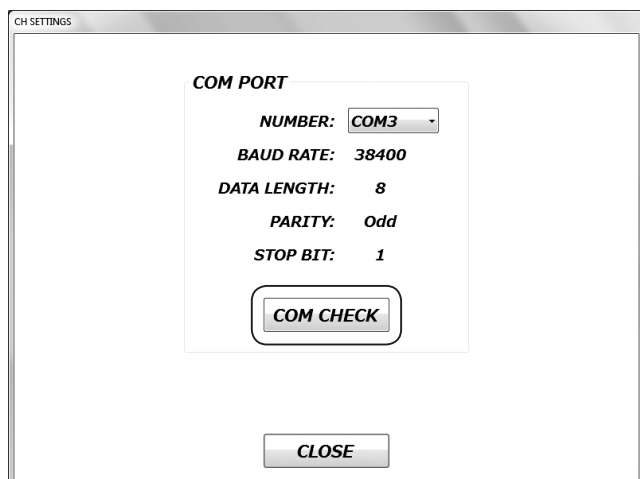 CH SETTINGS
COM PORT
NUMBER: COM3
BAUD RATE: 38400
DATA LENGTH: 8
PARITY: Odd
STOP BIT: 1
COM CHECK
CLOSE